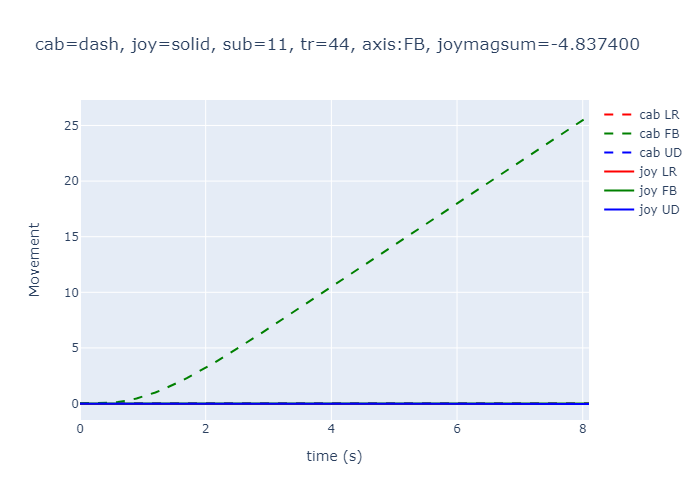 cab=dash, joy=solid, sub=11, tr=44, axis:FB, joymagsum=-4.837400
25
20
15
10
5
0
Movement
0 2 4 6 8
time (s)
cab LR
cab FB
cab UD
joy LR
joy FB
joy UD